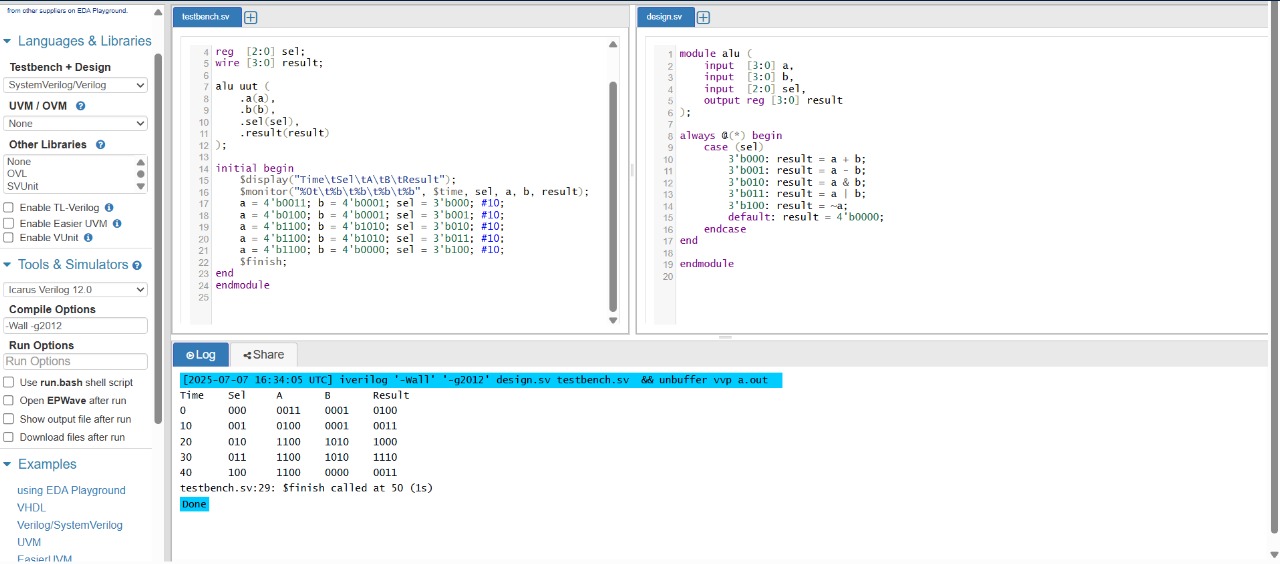 from other suppliers on EDA Playground.
Languages & Libraries
Testbench + Design
SystemVerilog/Verilog
UVM / OVM
None
Other Libraries
None
OVL
SVUnit
Enable TL-Verilog
Enable Easier UVM
Enable VUnit
Tools & Simulators
Icarus Verilog 12.0
Compile Options
-Wall -g2012
Run Options
Run Options
Use run.bash shell script
Open EPWave after run
Show output file after run
Download files after run
Examples
using EDA Playground
VHDL
Verilog/SystemVerilog
UVM
EasierUVM
testbench.sv
4 reg [2:0] sel;
5 wire [3:0] result;
6
7 alu uut (
8 .a(a),
9 .b(b),
10 .sel(sel),
11 .result(result)
12 );
13
14 initial begin
15 $display("Time\tSel\tA\tB\tResult");
16 $monitor("%0t\t%b\t%b\t%b\t%b", $time, sel, a, b, result);
17 a = 4'b0011; b = 4'b0001; sel = 3'b000; #10;
18 a = 4'b0100; b = 4'b0001; sel = 3'b001; #10;
19 a = 4'b1100; b = 4'b1010; sel = 3'b010; #10;
20 a = 4'b1100; b = 4'b1010; sel = 3'b011; #10;
21 a = 4'b1100; b = 4'b0000; sel = 3'b100; #10;
22 $finish;
23 end
24 endmodule
25
design.sv
1 module alu (
2 input [3:0] a,
3 input [3:0] b,
4 input [2:0] sel,
5 output reg [3:0] result
6 );
7
8 always @(*) begin
9 case (sel)
10 3'b000: result = a + b;
11 3'b001: result = a - b;
12 3'b010: result = a & b;
13 3'b011: result = a | b;
14 3'b100: result = ~a;
15 default: result = 4'b0000;
16 endcase
17 end
18
19 endmodule
20
Log
Share
[2025-07-07 16:34:05 UTC] iverilog '-Wall' '-g2012' design.sv testbench.sv && unbuffer vvp a.out
Time Sel A B Result
0 000 0011 0001 0100
10 001 0100 0001 0011
20 010 1100 1010 1000
30 011 1100 1010 1110
40 100 1100 0000 0011
testbench.sv:29: $finish called at 50 (1s)
Done